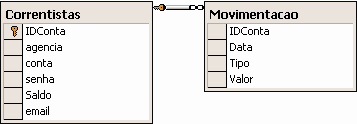 Correntistas
IDConta
agencia
conta
senha
Saldo
email
Movimentacao
IDConta
Data
Tipo
Valor